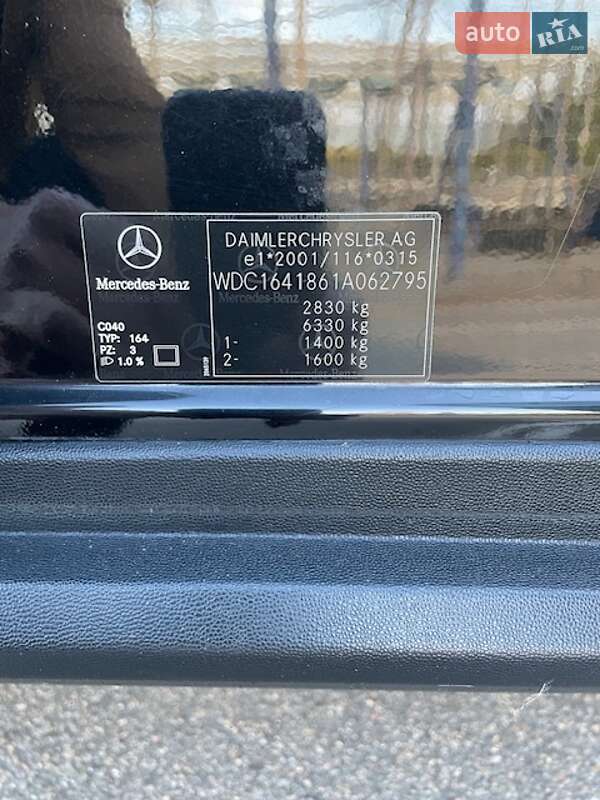 auto RIA.com
DAIMLERCHRYSLER AG
e1*2001/116*0315
WDC1641861A062795
2830 kg
6330 kg
1- 1400 kg
2- 1600 kg
Mercedes-Benz
C040
TYP: 164
PZ: 3
1.0 %